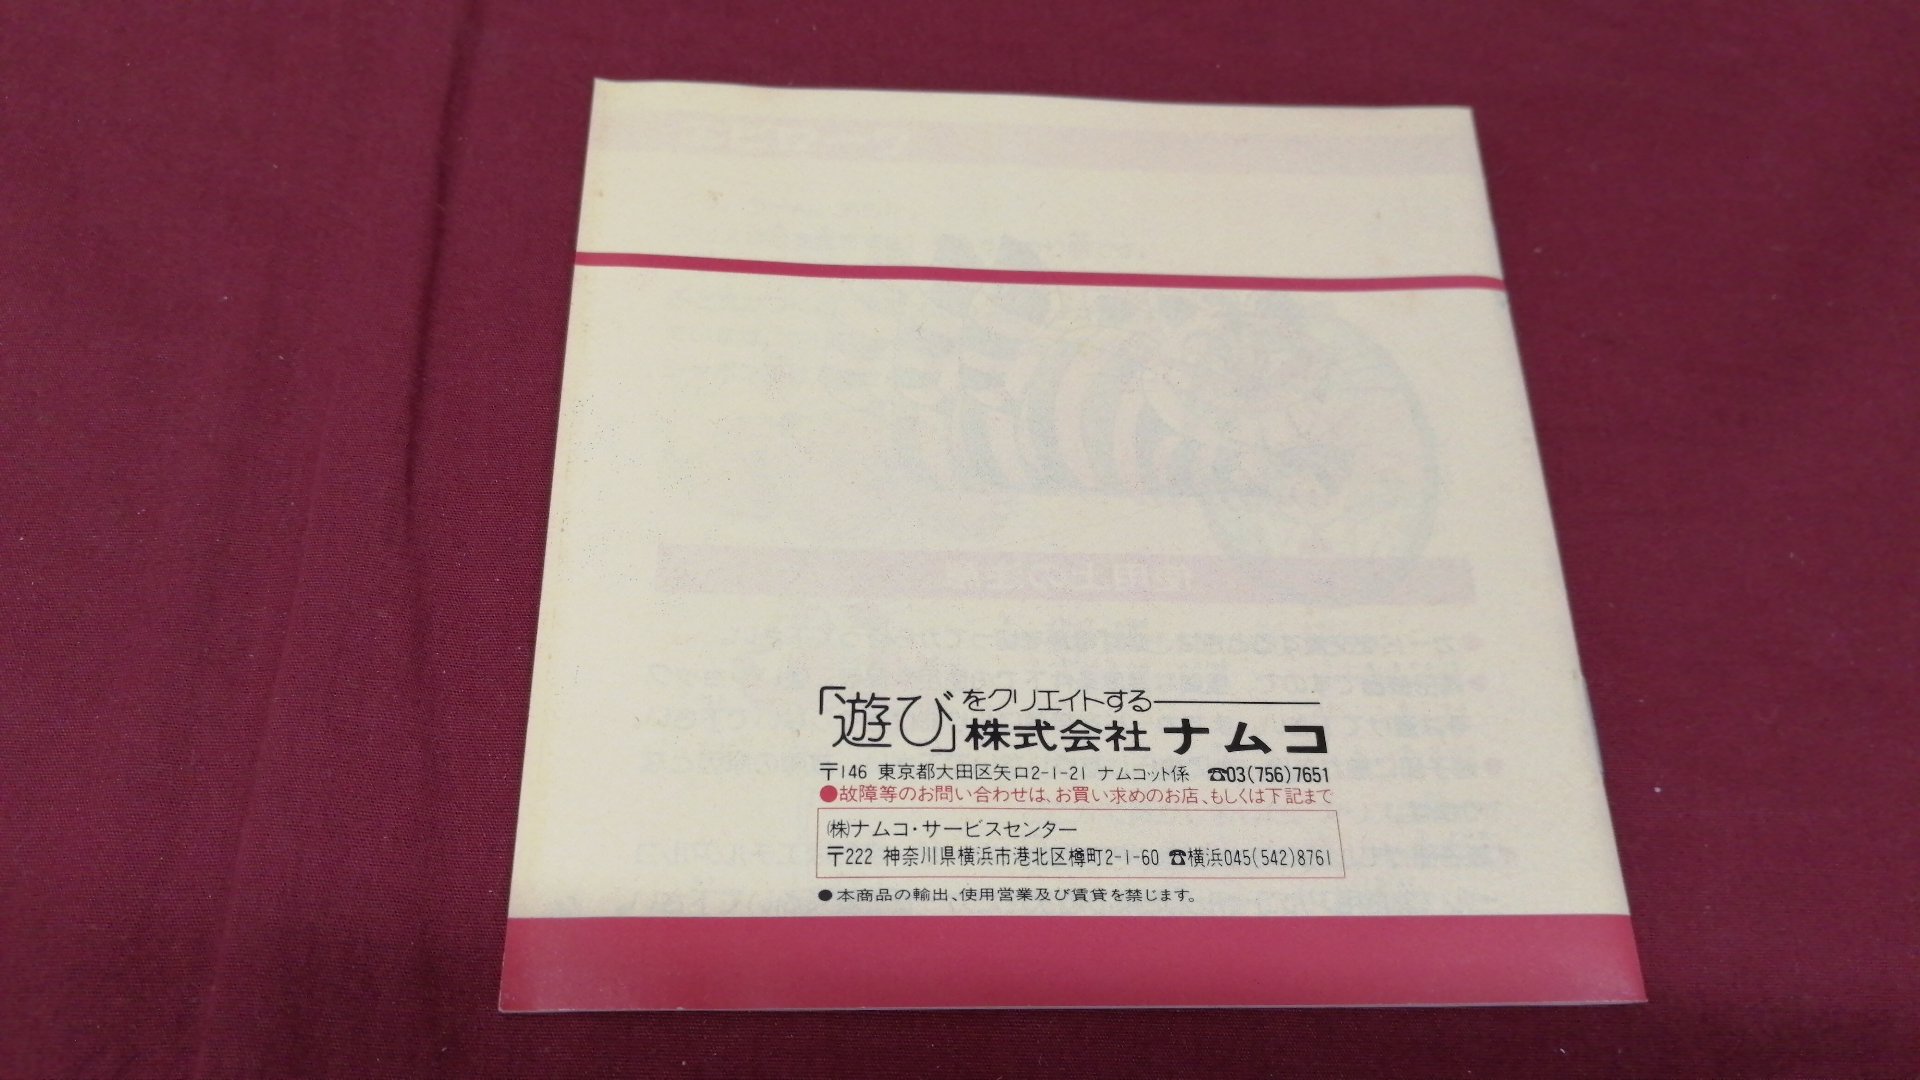 「遊び」をクリエイトする
株式会社ナムコ
〒146 東京都大田区矢口2-1-21 ナムコット係 ☎03(756)7651
●故障等のお問い合わせは、お買い求めのお店、もしくは下記まで
㈱ナムコ・サービスセンター
〒222 神奈川県横浜市港北区樽町2-1-60 ☎横浜045(542)8761
●本商品の輸出、使用営業及び賃貸を禁じます。